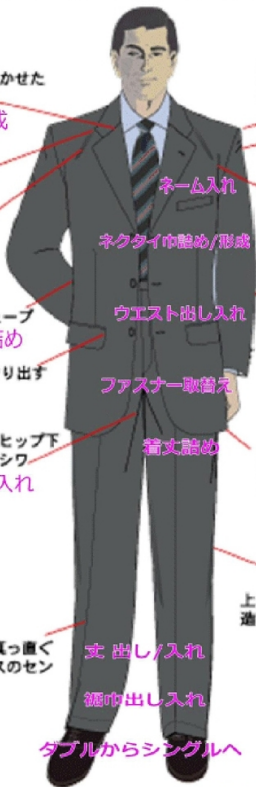 かせた
成
ネーム入れ
ネクタイ巾詰め/形成
ウエスト出し入れ
ープ
詰め
り出す
ファスナー取替え
ヒップ下
着丈詰め
シワ
入れ
上
造
真っ直ぐ
丈 出し/入れ
スのセン
裾巾出し入れ
ダブルからシングルへ